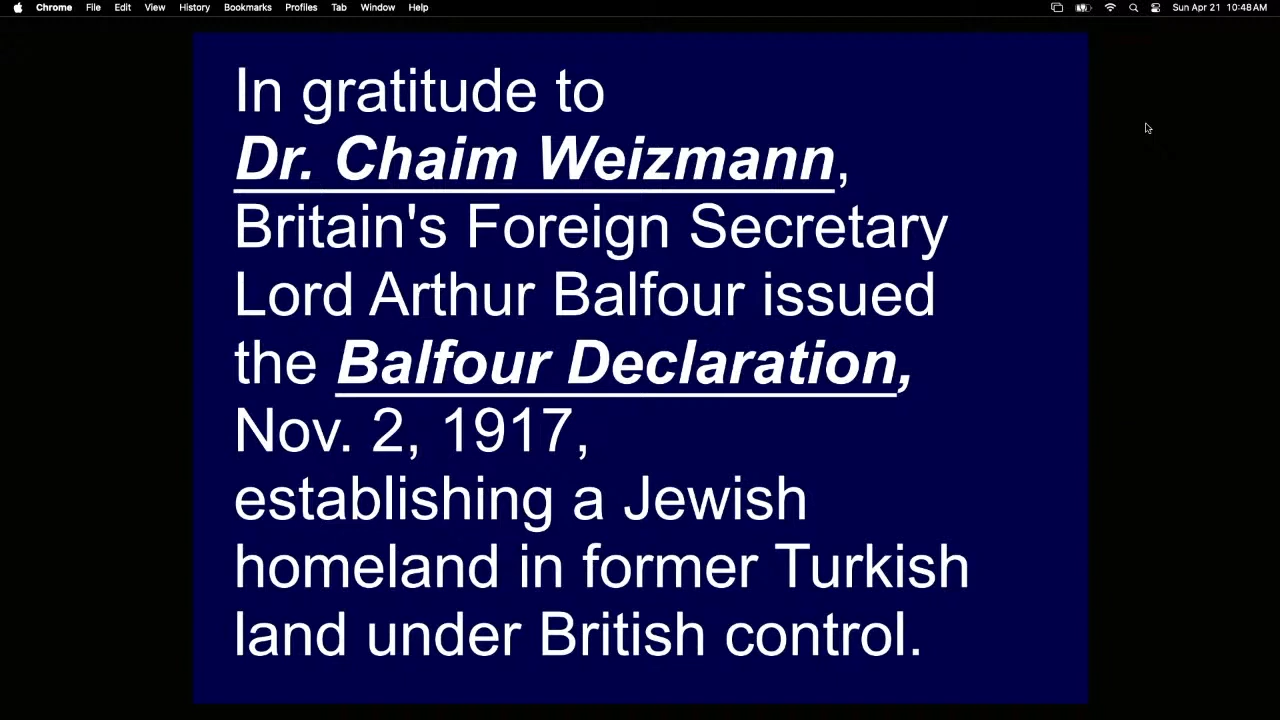 Chrome File Edit View History Bookmarks Profiles Tab Window Help Sun Apr 21 10:48 AM
In gratitude to
Dr. Chaim Weizmann,
Britain's Foreign Secretary
Lord Arthur Balfour issued
the Balfour Declaration,
Nov. 2, 1917,
establishing a Jewish
homeland in former Turkish
land under British control.